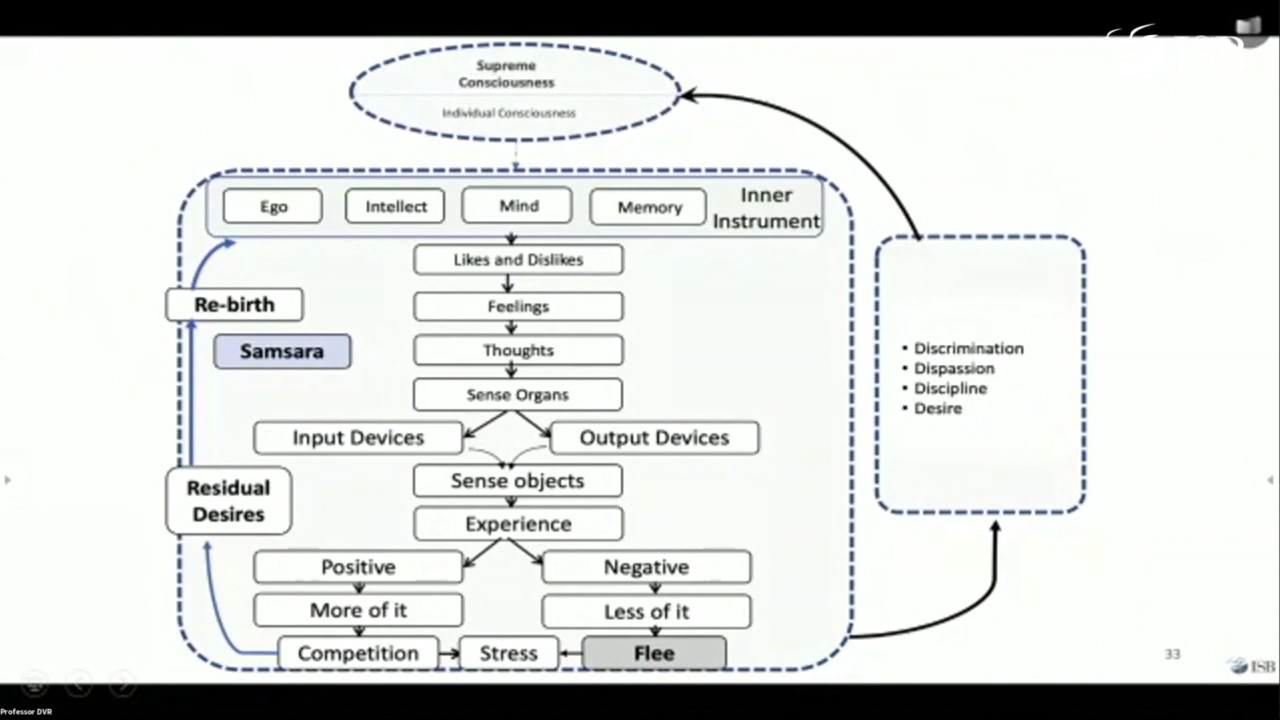 Supreme
Consciousness
Individual Consciousness
Ego
Intellect
Mind
Memory
Inner
Instrument
Likes and Dislikes
Re-birth
Feelings
Samsara
Thoughts
Sense Organs
Input Devices
Output Devices
Residual
Desires
Sense objects
Experience
Positive
Negative
More of it
Less of it
Competition
Stress
Flee
• Discrimination
• Dispassion
• Discipline
• Desire
33
ISB
Professor DVR